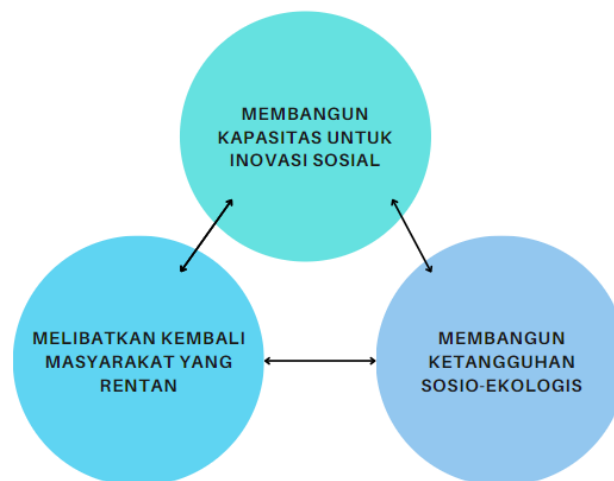 MEMBANGUN
KAPASITAS UNTUK
INOVASI SOSIAL
MELIBATKAN KEMBALI
MASYARAKAT YANG
RENTAN
MEMBANGUN
KETANGGUHAN
SOSIO-EKOLOGIS